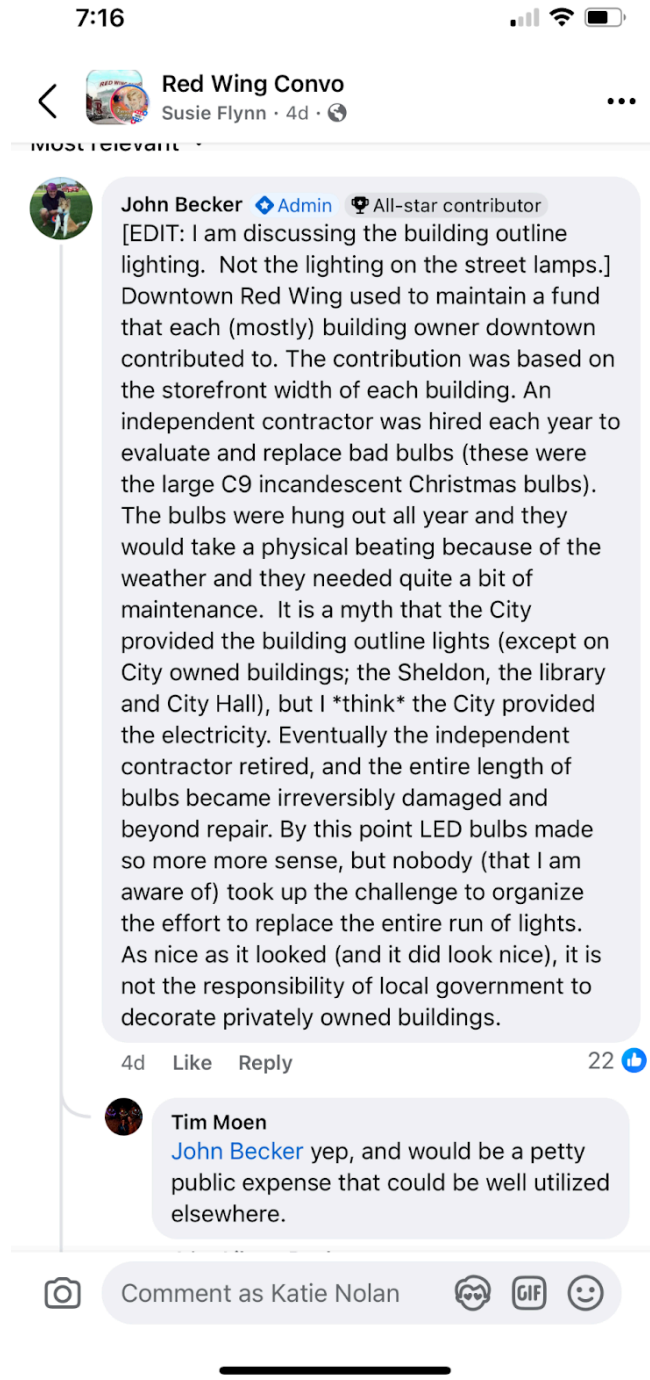 7:16
Red Wing Convo
Susie Flynn · 4d ·
Most relevant
John Becker Admin All-star contributor
[EDIT: I am discussing the building outline
lighting.  Not the lighting on the street lamps.]
Downtown Red Wing used to maintain a fund
that each (mostly) building owner downtown
contributed to. The contribution was based on
the storefront width of each building. An
independent contractor was hired each year to
evaluate and replace bad bulbs (these were
the large C9 incandescent Christmas bulbs).
The bulbs were hung out all year and they
would take a physical beating because of the
weather and they needed quite a bit of
maintenance.  It is a myth that the City
provided the building outline lights (except on
City owned buildings; the Sheldon, the library
and City Hall), but I *think* the City provided
the electricity. Eventually the independent
contractor retired, and the entire length of
bulbs became irreversibly damaged and
beyond repair. By this point LED bulbs made
so more more sense, but nobody (that I am
aware of) took up the challenge to organize
the effort to replace the entire run of lights.
As nice as it looked (and it did look nice), it is
not the responsibility of local government to
decorate privately owned buildings.
4d Like Reply 22
Tim Moen
John Becker yep, and would be a petty
public expense that could be well utilized
elsewhere.
Comment as Katie Nolan GIF